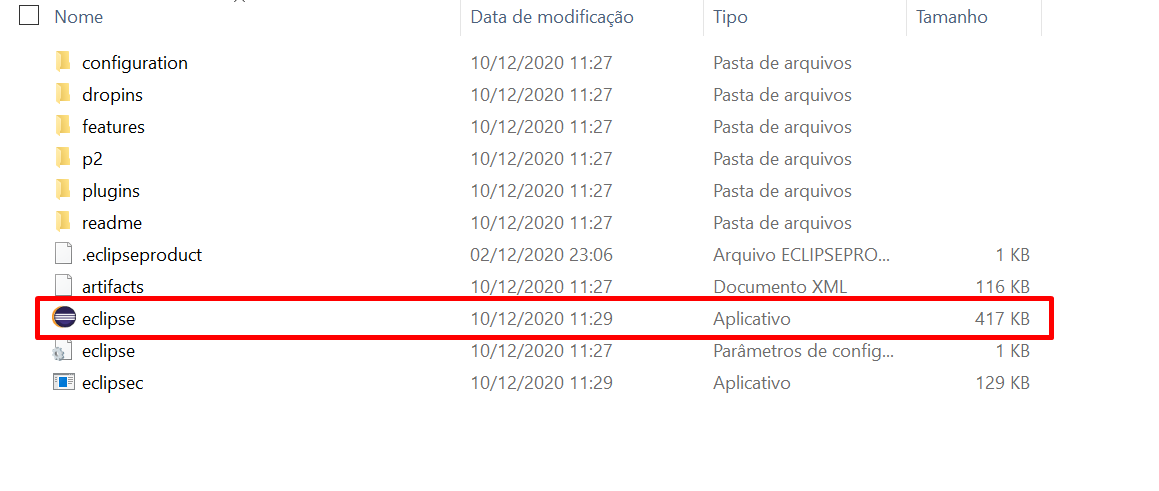 Nome Data de modificação Tipo Tamanho
configuration 10/12/2020 11:27 Pasta de arquivos
dropins 10/12/2020 11:27 Pasta de arquivos
features 10/12/2020 11:27 Pasta de arquivos
p2 10/12/2020 11:27 Pasta de arquivos
plugins 10/12/2020 11:27 Pasta de arquivos
readme 10/12/2020 11:27 Pasta de arquivos
.eclipseproduct 02/12/2020 23:06 Arquivo ECLIPSEPRO... 1 KB
artifacts 10/12/2020 11:27 Documento XML 116 KB
eclipse 10/12/2020 11:29 Aplicativo 417 KB
eclipse 10/12/2020 11:27 Parâmetros de config... 1 KB
eclipsec 10/12/2020 11:29 Aplicativo 129 KB